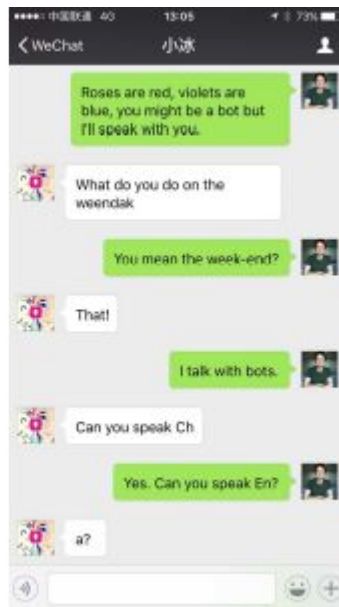 中国联通 4G 13:05 73%
WeChat 小冰
Roses are red, violets are
blue, you might be a bot but
I'll speak with you.
What do you do on the
weendak
You mean the week-end?
That!
I talk with bots.
Can you speak Ch
Yes. Can you speak En?
a?